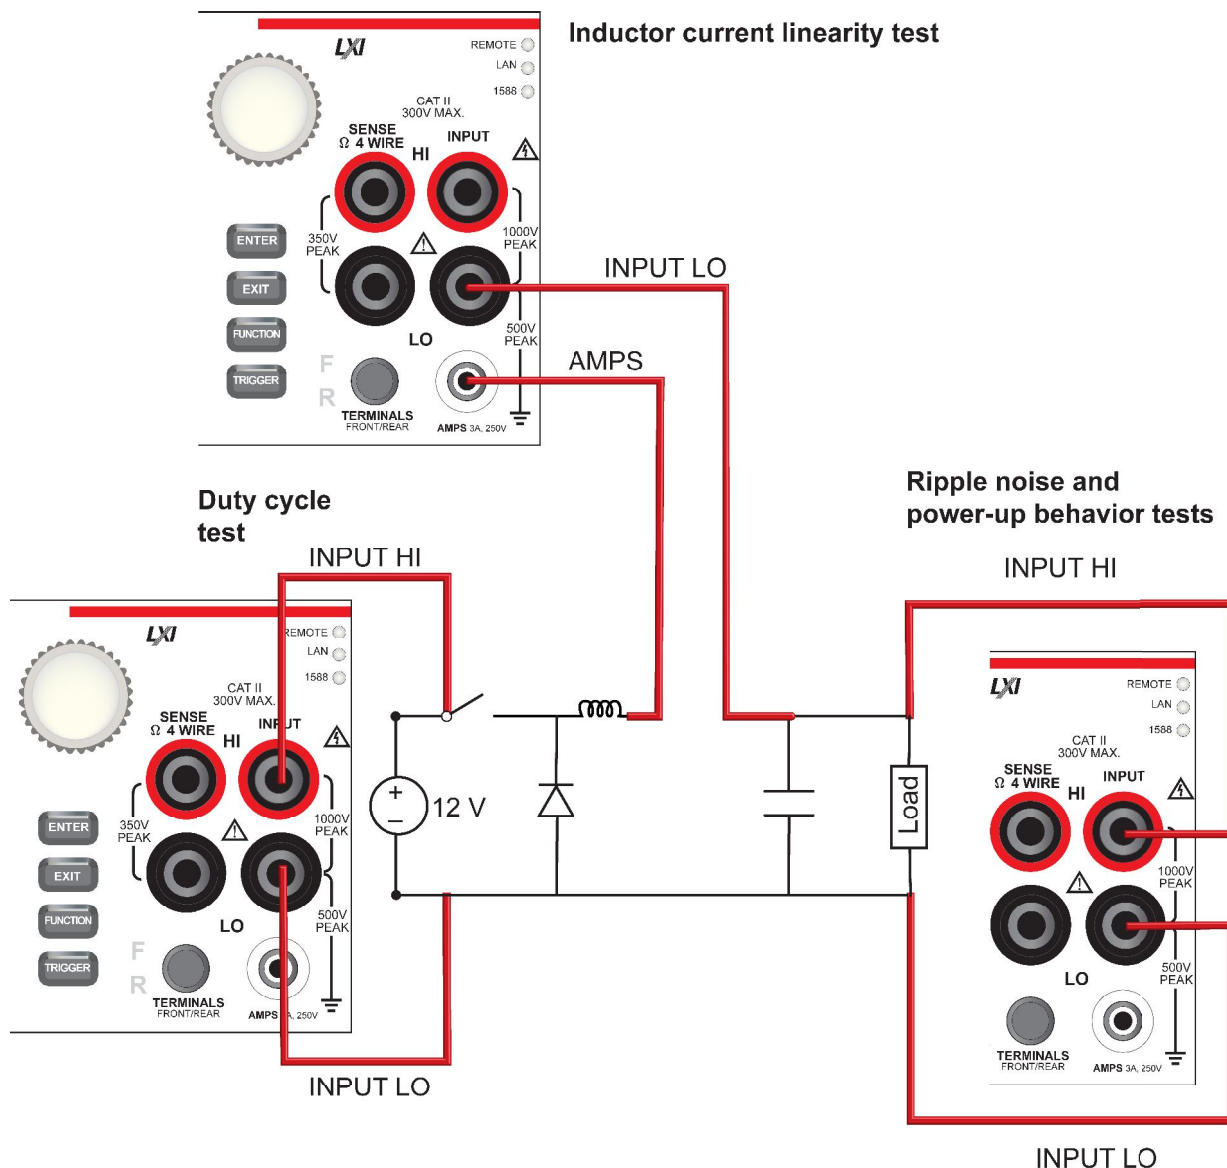 Inductor current linearity test
LXI
REMOTE
LAN
1588
CAT II
300V MAX.
SENSE
Ω 4 WIRE
HI
INPUT
350V
PEAK
1000V
PEAK
ENTER
EXIT
FUNCTION
TRIGGER
INPUT LO
500V
PEAK
LO
AMPS
F
R
TERMINALS
FRONT/REAR
AMPS 3A, 250V
Duty cycle
test
INPUT HI
LXI
REMOTE
LAN
1588
CAT II
300V MAX.
SENSE
Ω 4 WIRE
HI
INPUT
350V
PEAK
1000V
PEAK
ENTER
EXIT
FUNCTION
TRIGGER
500V
PEAK
LO
F
R
TERMINALS
FRONT/REAR
AMPS 3A, 250V
INPUT LO
+
−
12 V
Load
Ripple noise and
power-up behavior tests
INPUT HI
LXI
REMOTE
LAN
1588
CAT II
300V MAX.
SENSE
Ω 4 WIRE
HI
INPUT
1000V
PEAK
500V
PEAK
LO
TERMINALS
FRONT/REAR
AMPS 3A, 250V
INPUT LO